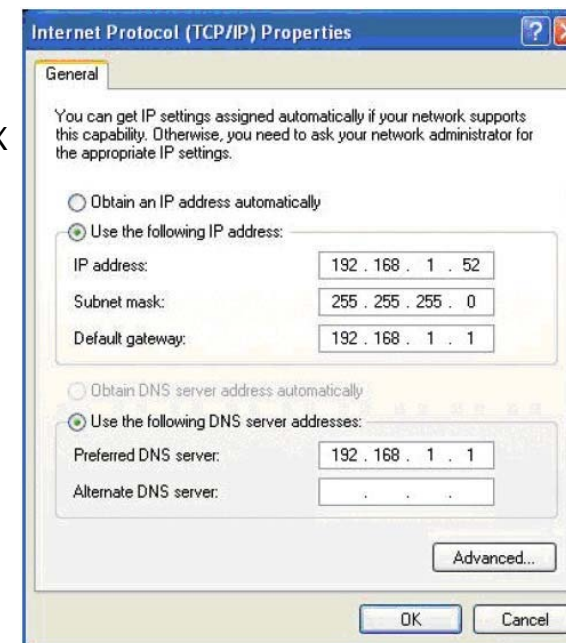 Internet Protocol (TCP/IP) Properties
General
You can get IP settings assigned automatically if your network supports
this capability. Otherwise, you need to ask your network administrator for
the appropriate IP settings.
Obtain an IP address automatically
Use the following IP address:
IP address: 192 . 168 . 1 . 52
Subnet mask: 255 . 255 . 255 . 0
Default gateway: 192 . 168 . 1 . 1
Obtain DNS server address automatically
Use the following DNS server addresses:
Preferred DNS server: 192 . 168 . 1 . 1
Alternate DNS server: . . .
Advanced...
OK Cancel